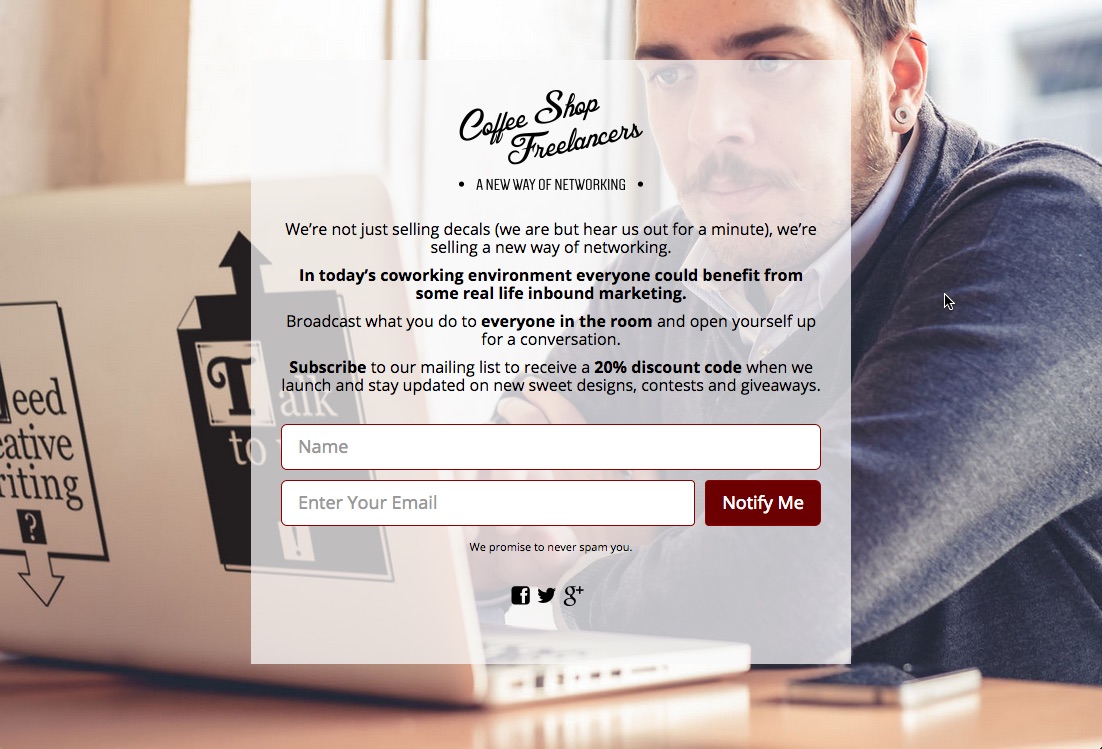 Coffee Shop
Freelancers
• A NEW WAY OF NETWORKING •
We’re not just selling decals (we are but hear us out for a minute), we’re
selling a new way of networking.
In today’s coworking environment everyone could benefit from
some real life inbound marketing.
Broadcast what you do to everyone in the room and open yourself up
for a conversation.
Subscribe to our mailing list to receive a 20% discount code when we
launch and stay updated on new sweet designs, contests and giveaways.
Name
Enter Your Email
Notify Me
We promise to never spam you.
eed
eative
riting
?
Talk
to
!